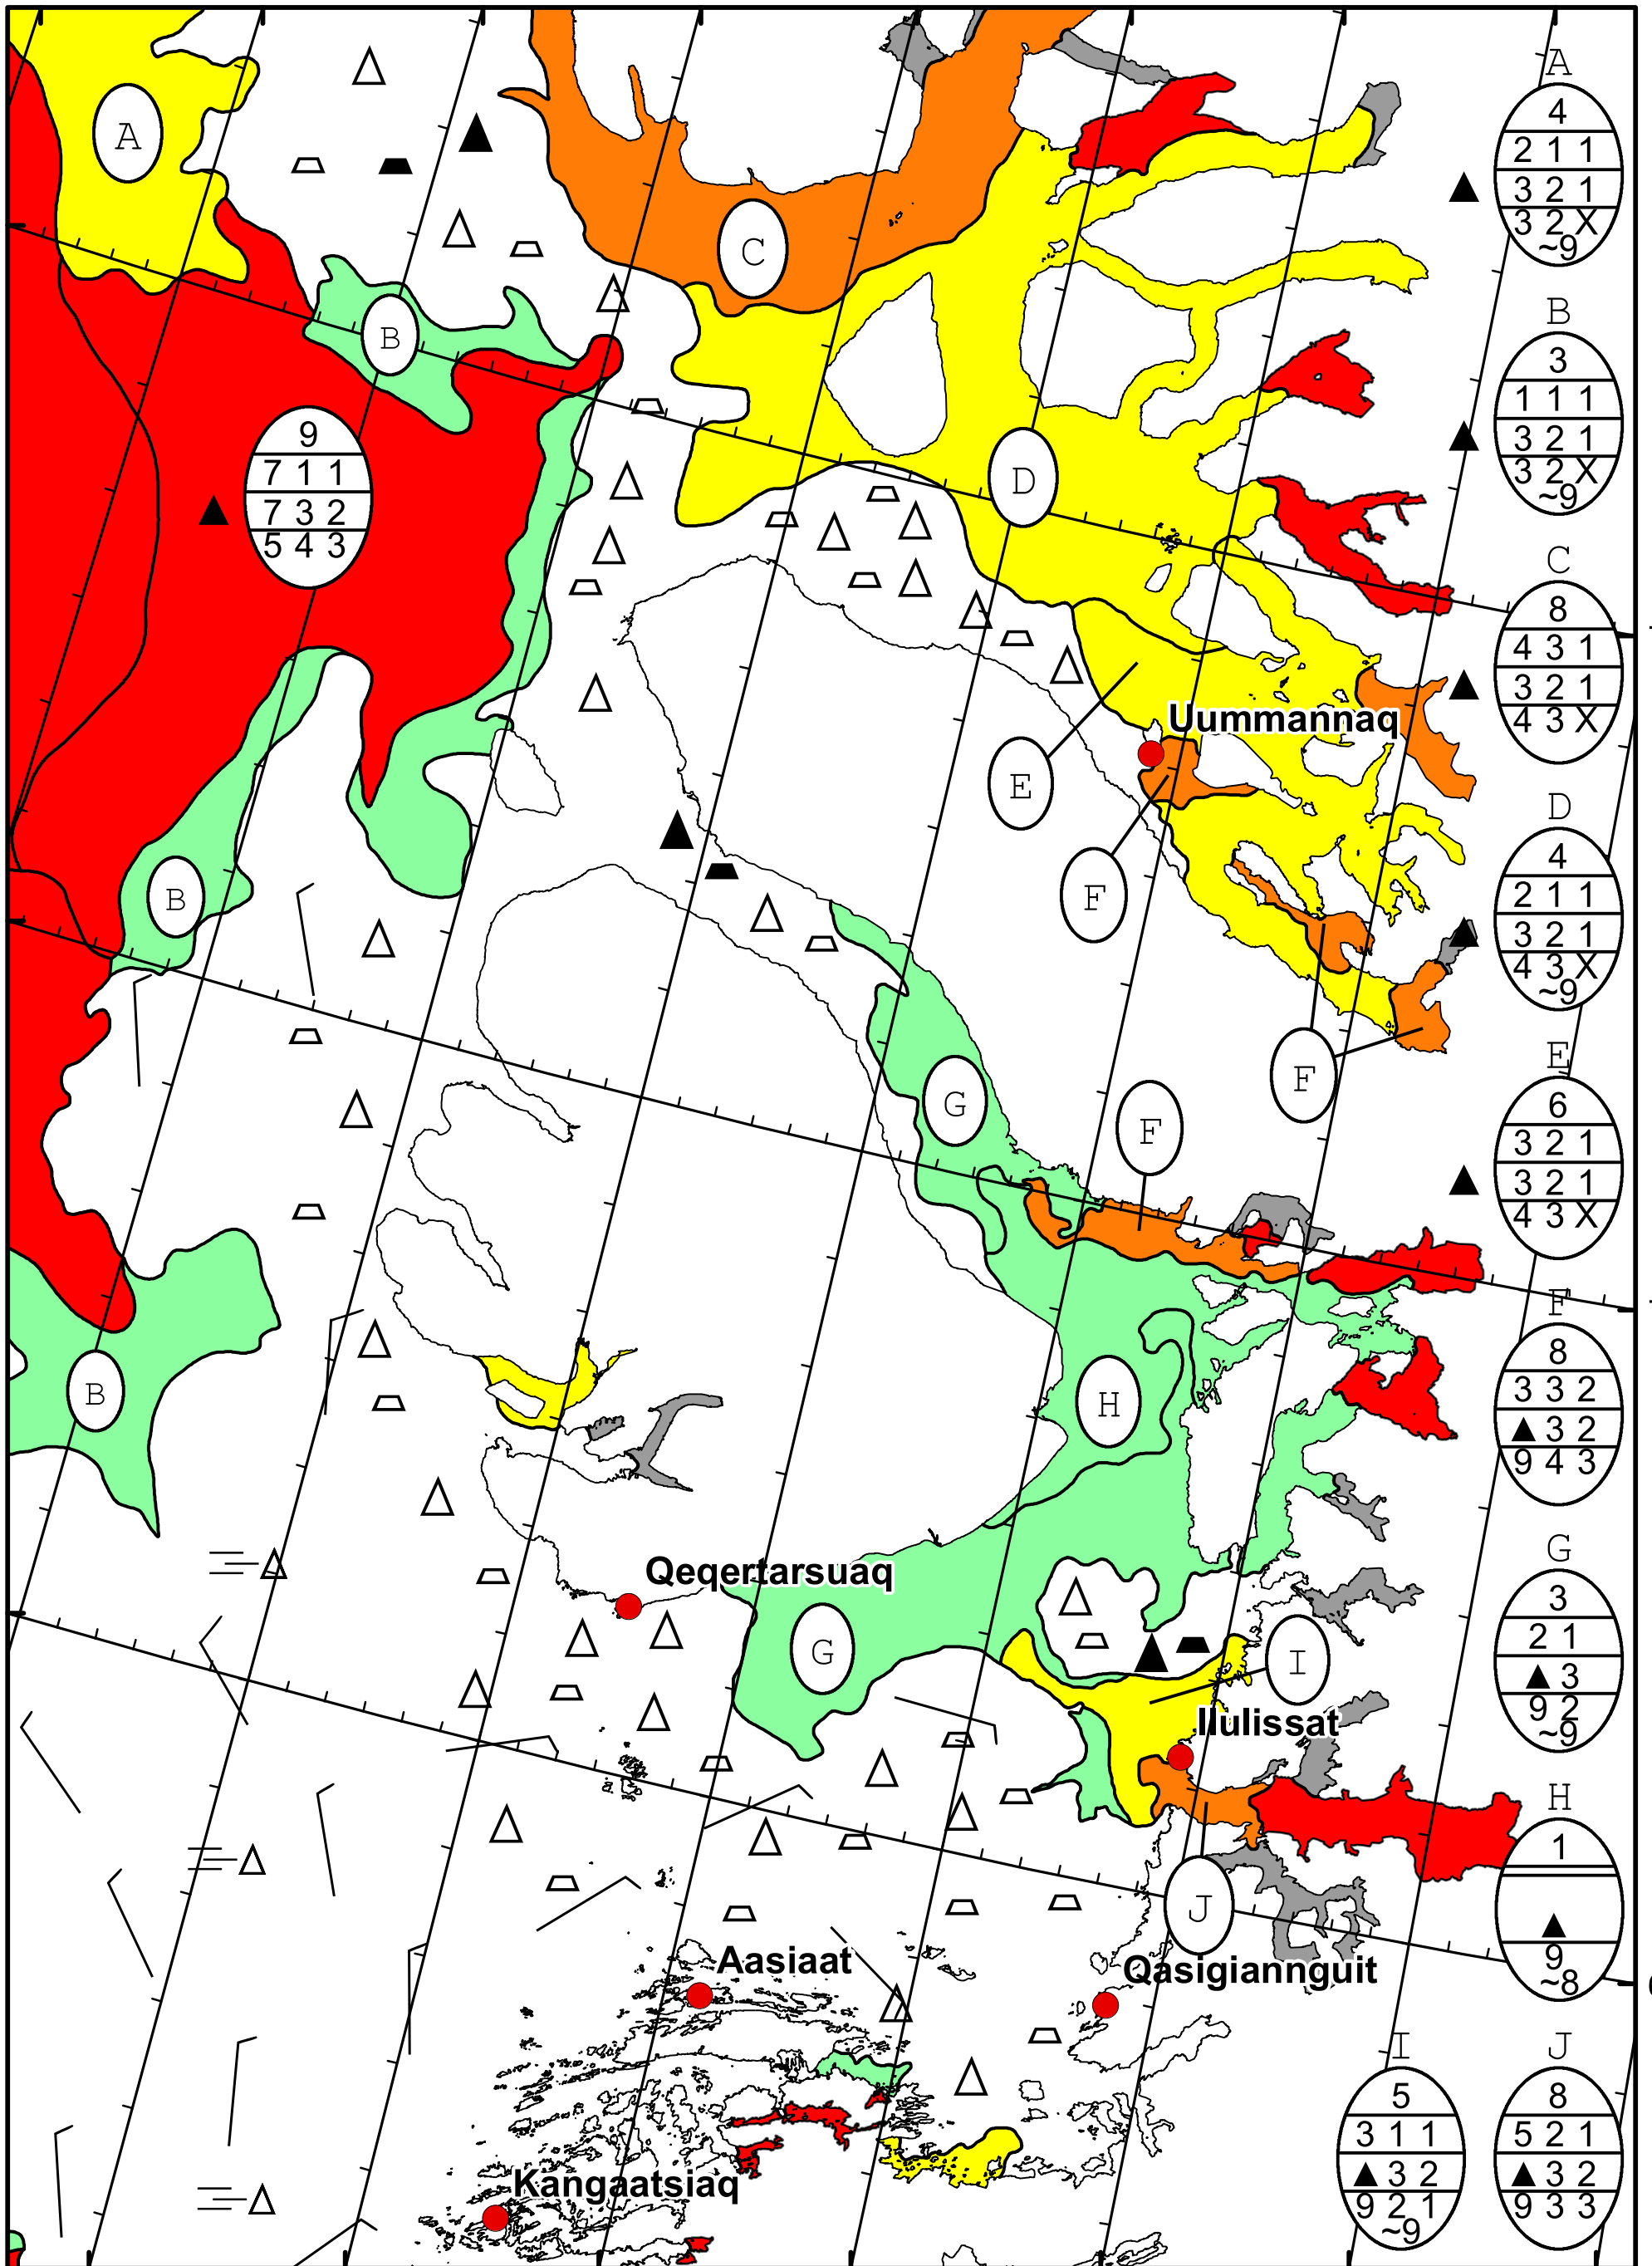 A
4
2 1 1
3 2 1
3 2 X
~9
A
C
B
3
1 1 1
3 2 1
3 2 X
~9
B
9
7 1 1
7 3 2
5 4 3
D
C
8
4 3 1
3 2 1
4 3 X
Uummannaq
E
D
4
2 1 1
3 2 1
4 3 X
~9
F
B
F
G
F
E
6
3 2 1
3 2 1
4 3 X
B
H
F
8
3 3 2
3 2
9 4 3
Qeqertarsuaq
G
I
G
3
2 1
3
9 2
~9
Ilulissat
J
H
1
9
~8
Aasiaat
Qasigiannguit
I
5
3 1 1
3 2
9 2 1
~9
J
8
5 2 1
3 2
9 3 3
Kangaatsiaq